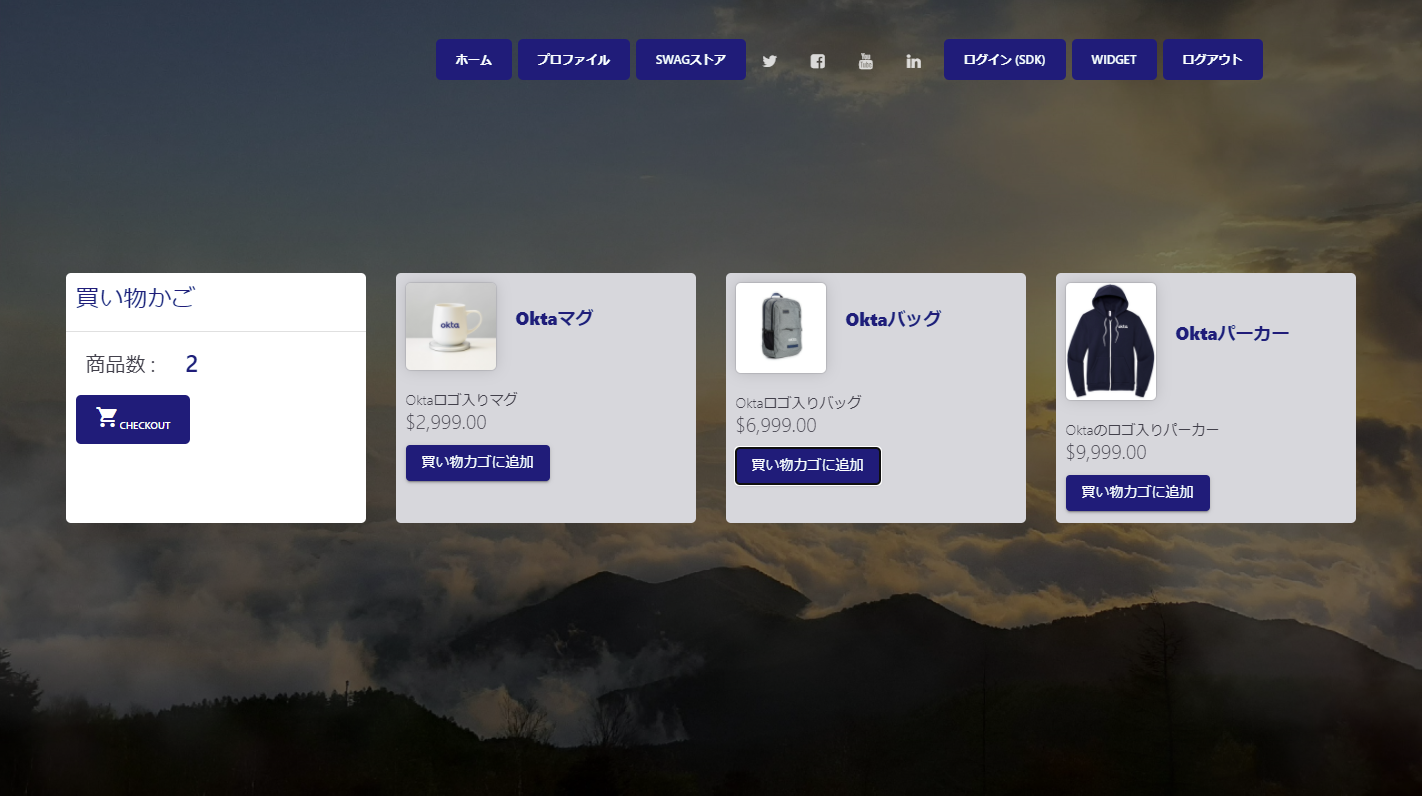 ホーム
プロファイル
SWAGストア
ログイン (SDK)
WIDGET
ログアウト
買い物かご
商品数 : 2
CHECKOUT
okta
Oktaマグ
Oktaロゴ入りマグ
$2,999.00
買い物カゴに追加
Oktaバッグ
Oktaロゴ入りバッグ
$6,999.00
買い物カゴに追加
okta
Oktaパーカー
Oktaのロゴ入りパーカー
$9,999.00
買い物カゴに追加